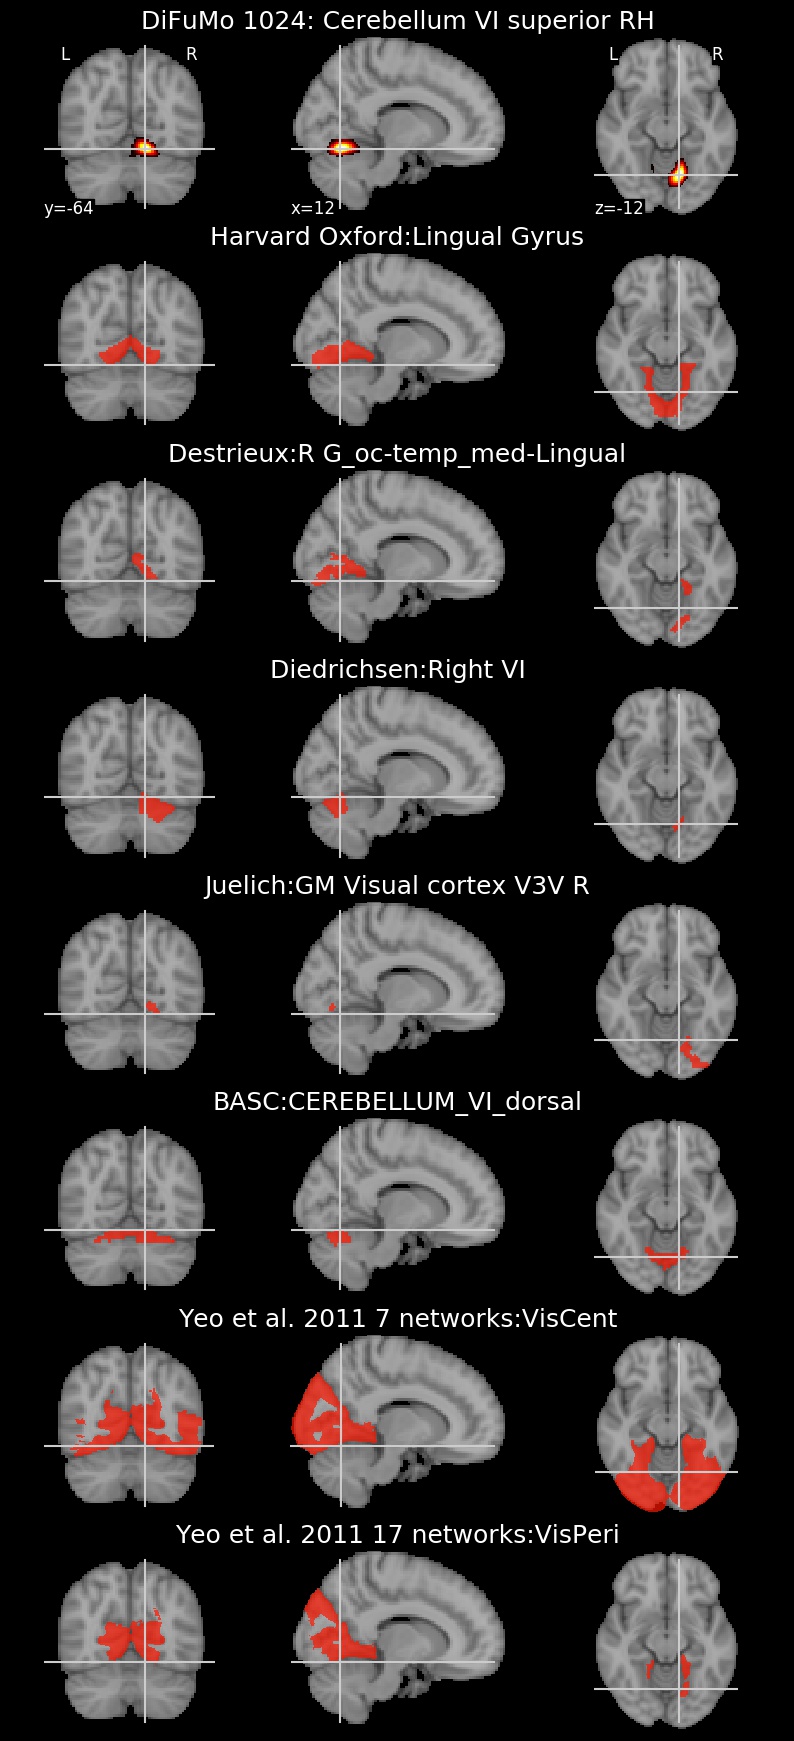 DiFuMo 1024: Cerebellum VI superior RH
L R L R
y=-64 x=12 z=-12
Harvard Oxford:Lingual Gyrus
Destrieux:R G_oc-temp_med-Lingual
Diedrichsen:Right VI
Juelich:GM Visual cortex V3V R
BASC:CEREBELLUM_VI_dorsal
Yeo et al. 2011 7 networks:VisCent
Yeo et al. 2011 17 networks:VisPeri